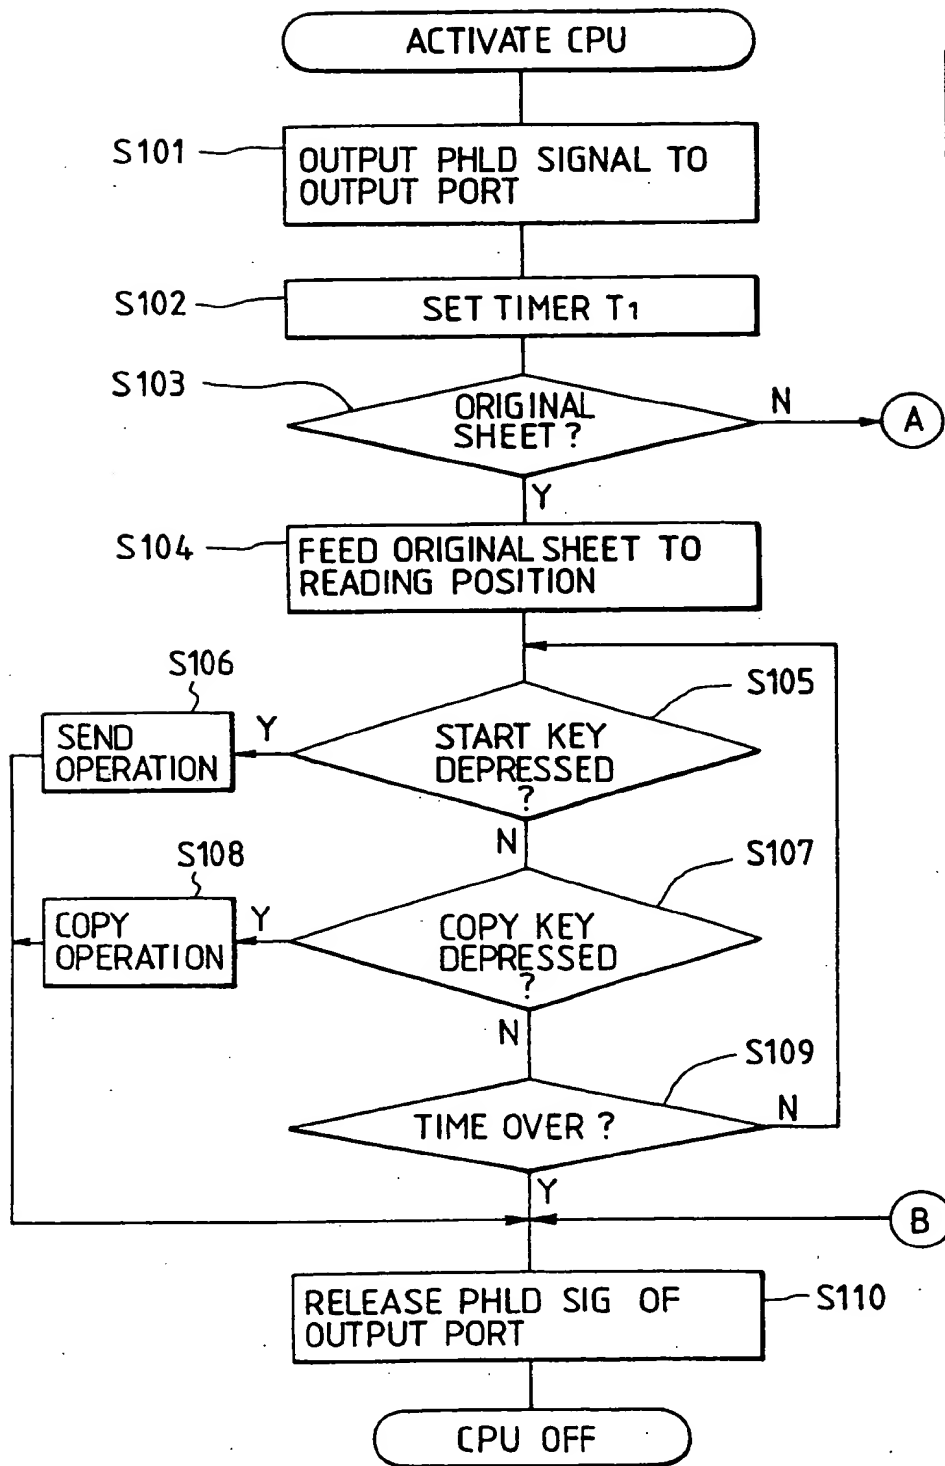 ACTIVATE CPU
S101
OUTPUT PHLD SIGNAL TO
OUTPUT PORT
S102
SET TIMER T1
S103
ORIGINAL
SHEET ?
N
A
Y
S104
FEED ORIGINAL SHEET TO
READING POSITION
S106
S105
SEND
OPERATION
Y
START KEY
DEPRESSED
?
N
S108
S107
COPY
OPERATION
Y
COPY KEY
DEPRESSED
?
N
S109
TIME OVER ?
N
Y
B
RELEASE PHLD SIG OF
OUTPUT PORT
S110
CPU OFF